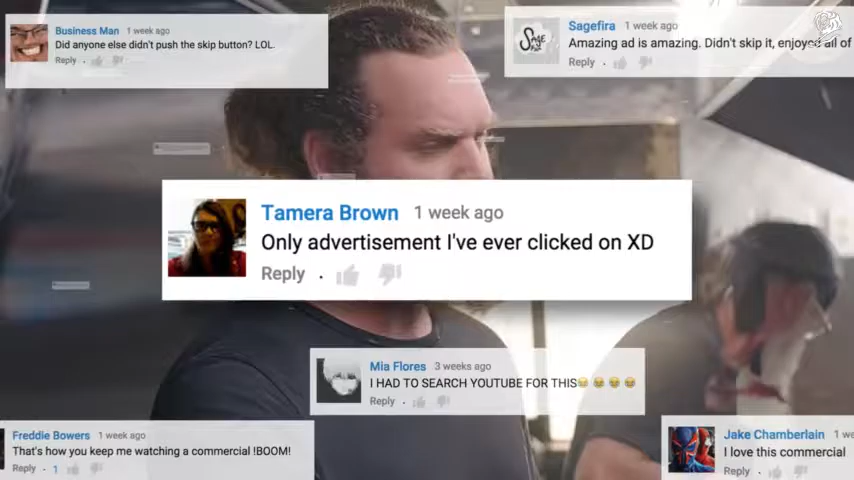 Business Man 1 week ago
Did anyone else didn't push the skip button? LOL.
Reply .
Sagefira 1 week ago
Amazing ad is amazing. Didn't skip it, enjoyed all of
Reply .
Tamera Brown 1 week ago
Only advertisement I've ever clicked on XD
Reply .
Mia Flores 3 weeks ago
I HAD TO SEARCH YOUTUBE FOR THIS😂 😂 😂 😂
Reply .
Freddie Bowers 1 week ago
That's how you keep me watching a commercial !BOOM!
Reply . 1
Jake Chamberlain 1 we
I love this commercial
Reply .